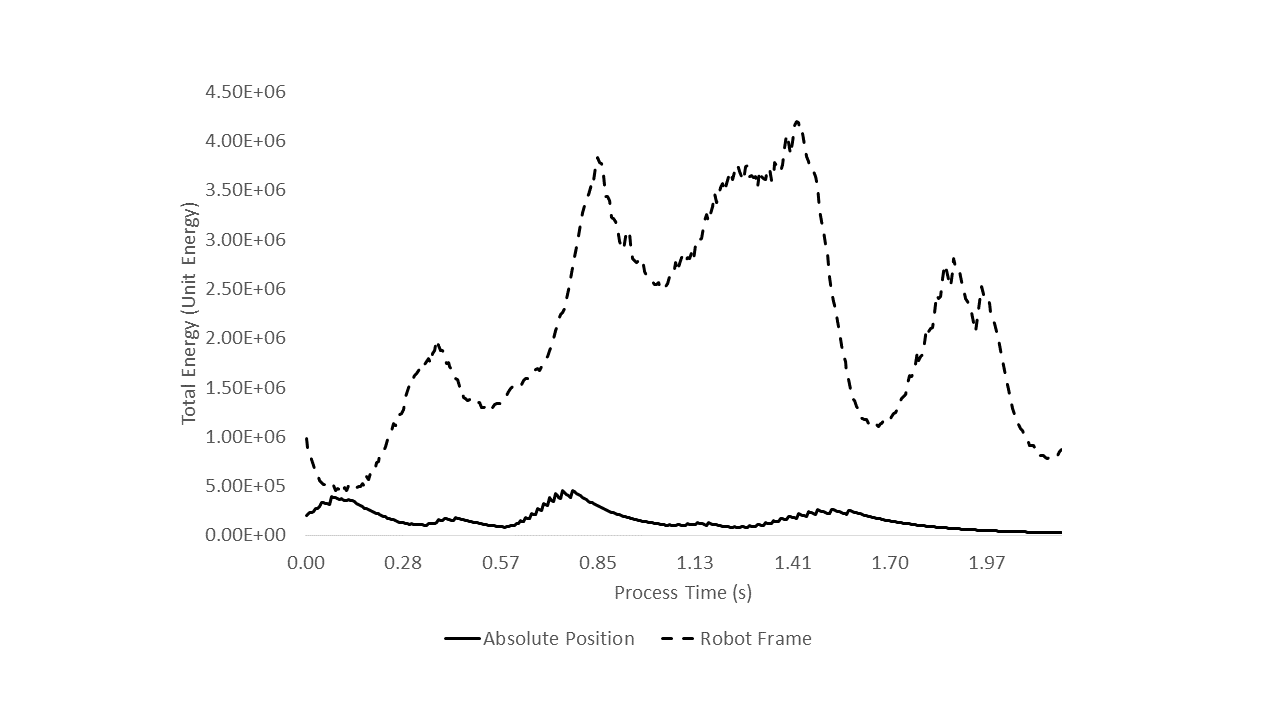 4.50E+06
4.00E+06
3.50E+06
3.00E+06
2.50E+06
2.00E+06
1.50E+06
1.00E+06
5.00E+05
0.00E+00
Total Energy (Unit Energy)
0.00 0.28 0.57 0.85 1.13 1.41 1.70 1.97
Process Time (s)
Absolute Position Robot Frame